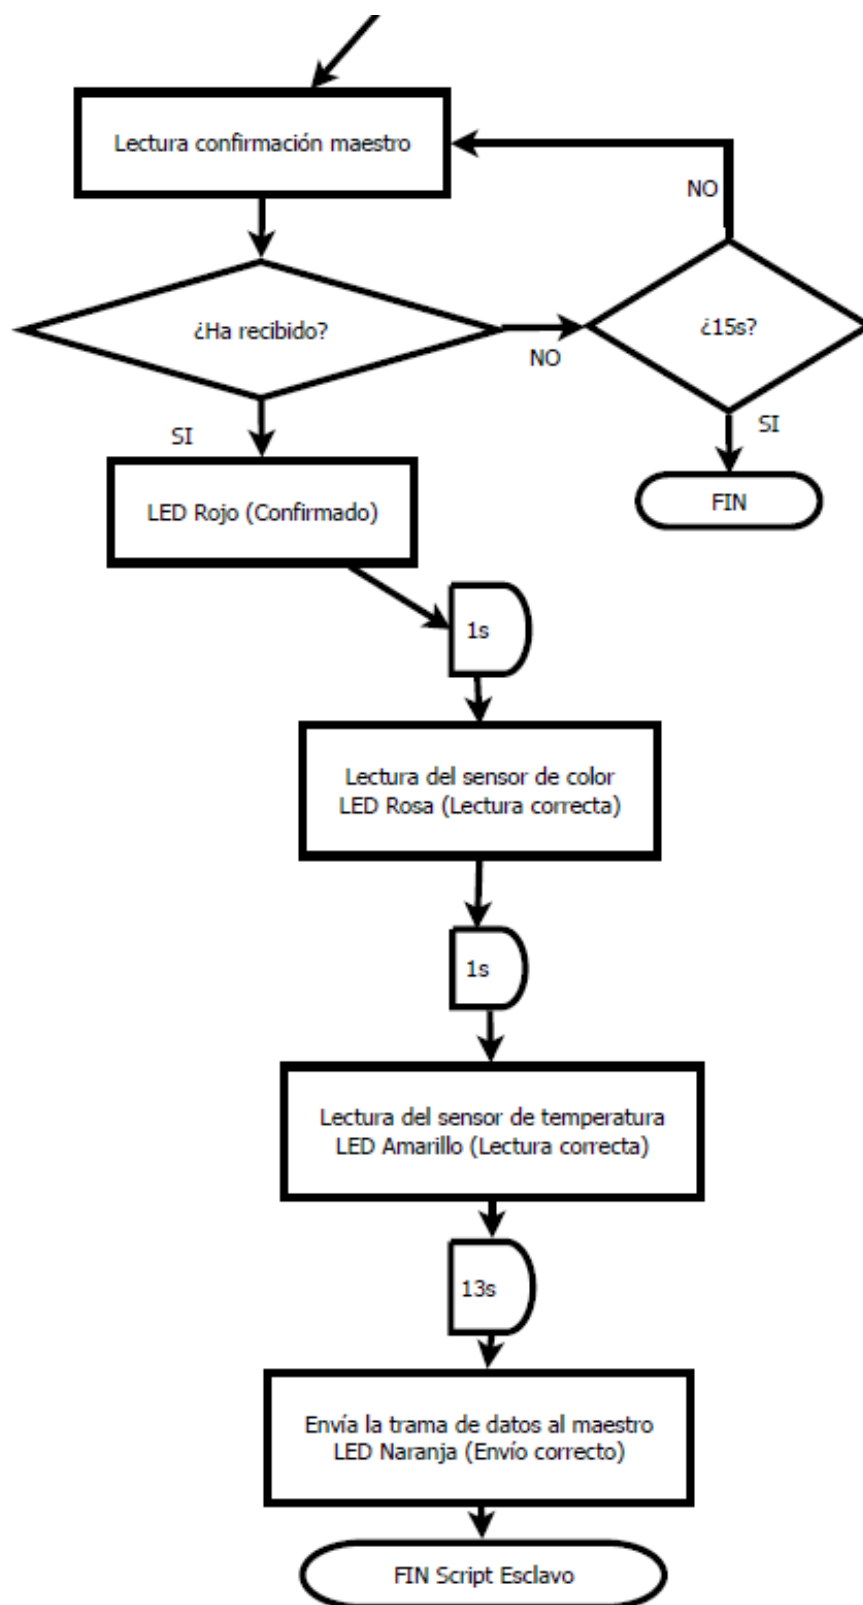 Lectura confirmación maestro
NO
¿Ha recibido?
¿15s?
NO
SI
SI
LED Rojo (Confirmado)
FIN
1s
Lectura del sensor de color
LED Rosa (Lectura correcta)
1s
Lectura del sensor de temperatura
LED Amarillo (Lectura correcta)
13s
Envía la trama de datos al maestro
LED Naranja (Envío correcto)
FIN Script Esclavo